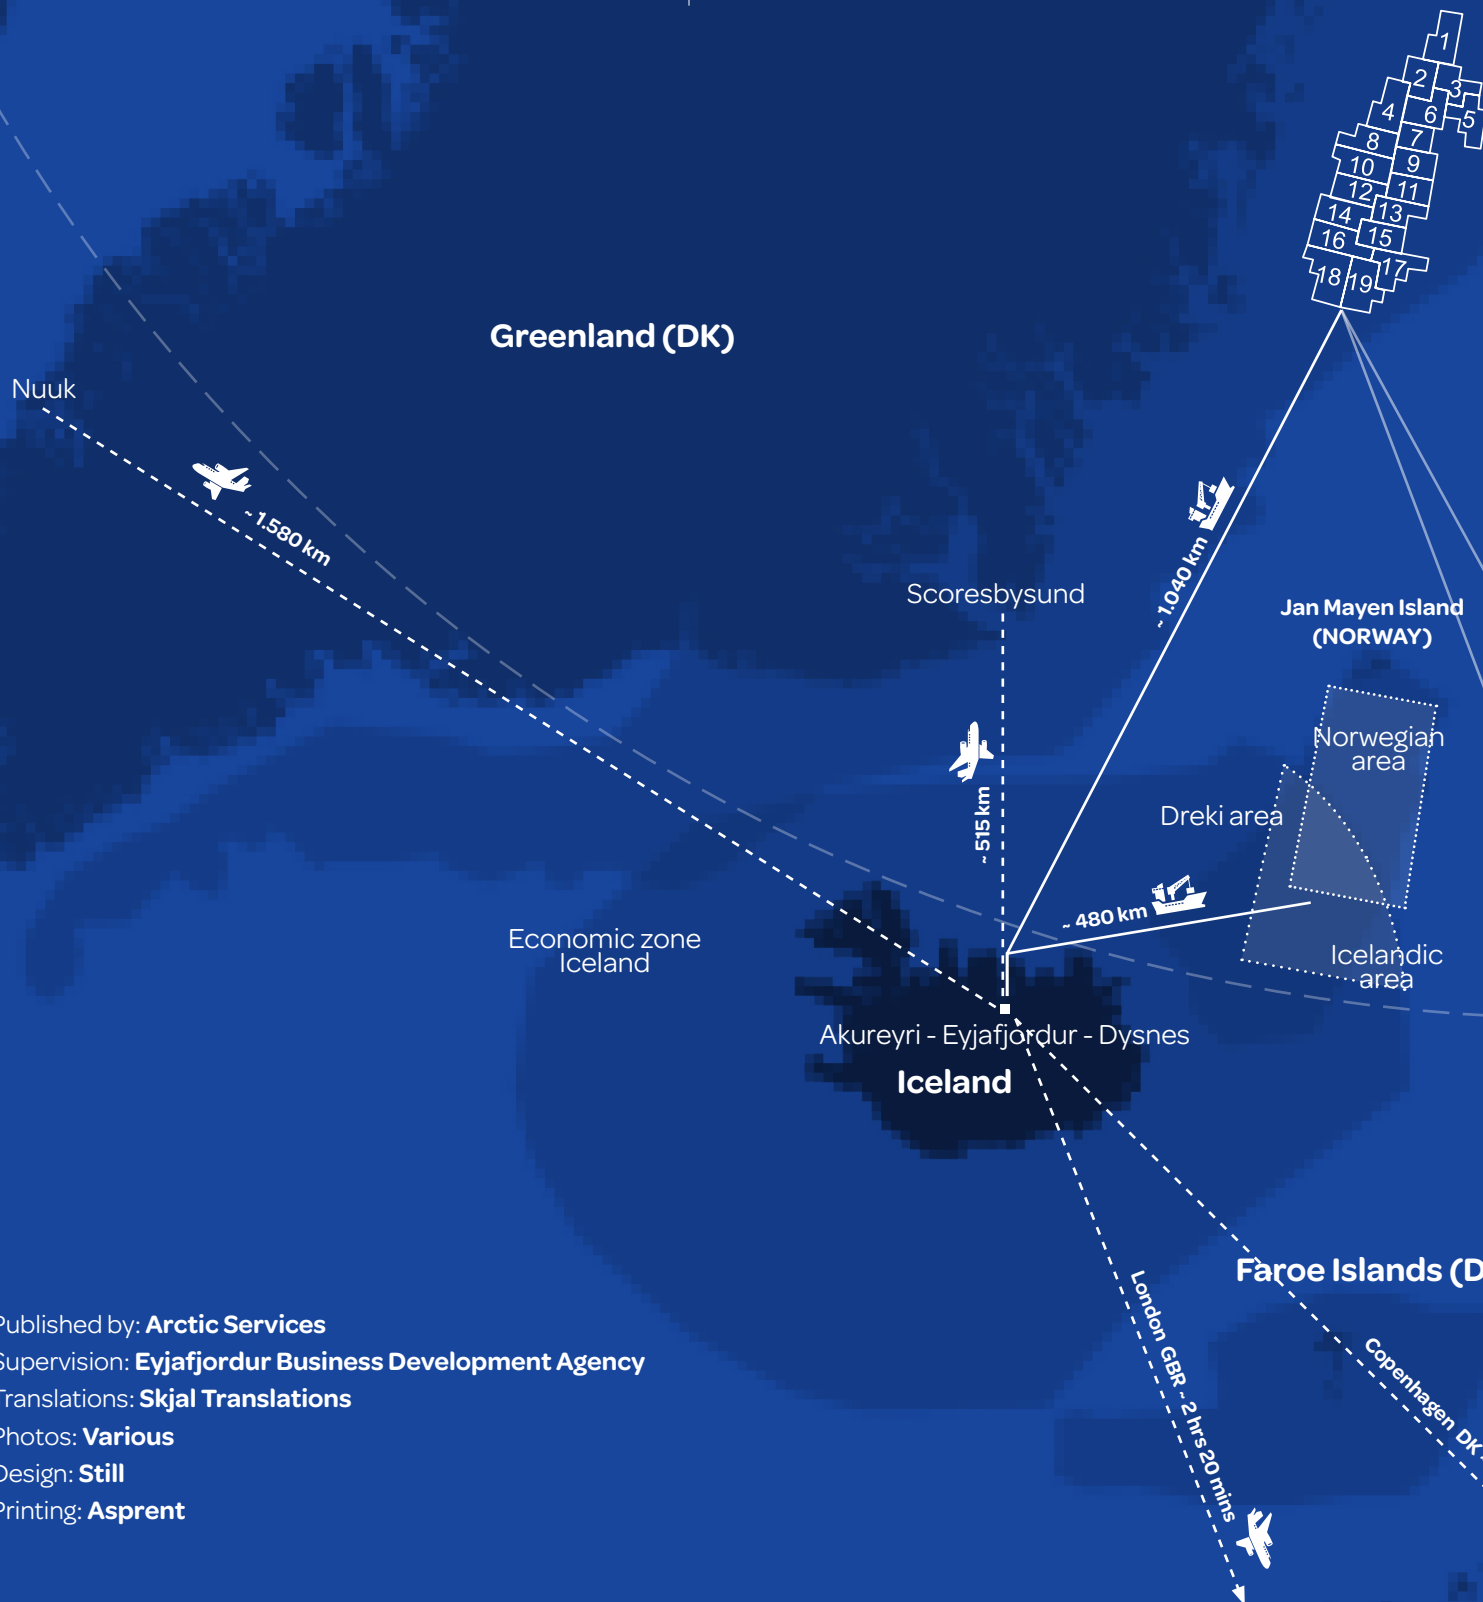 1
2
3
4
6
5
8
7
10
9
12
11
14
13
16
15
17
18
19
Greenland (DK)
Nuuk
~ 1.580 km
~ 1.040 km
Scoresbysund
Jan Mayen Island
(NORWAY)
Norwegian
area
~ 515 km
Dreki area
~ 480 km
Economic zone
Iceland
Icelandic
area
Akureyri - Eyjafjördur - Dysnes
Iceland
Faroe Islands (D
London GBR ~ 2 hrs 20 mins
Copenhagen DK
Published by: Arctic Services
Supervision: Eyjafjordur Business Development Agency
Translations: Skjal Translations
Photos: Various
Design: Still
Printing: Asprent